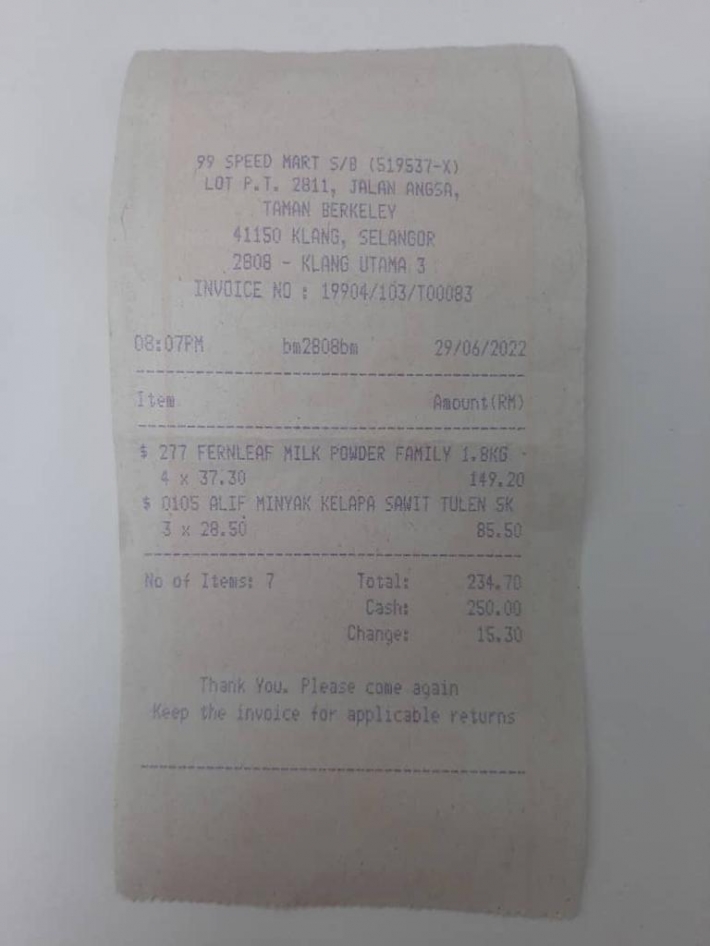 99 SPEED MART S/B (519537-X)
LOT P.T. 2811, JALAN ANGSA,
TAMAN BERKELEY
41150 KLANG, SELANGOR
2808 - KLANG UTAMA 3
INVOICE NO : 19904/103/T00083
08:07PM bm2808bm 29/06/2022
Item Amount(RM)
$ 277 FERNLEAF MILK POWDER FAMILY 1.8KG -
4 x 37.30 149.20
$ 0105 ALIF MINYAK KELAPA SAWIT TULEN 5K
3 x 28.50 85.50
No of Items: 7 Total: 234.70
Cash: 250.00
Change: 15.30
Thank You. Please come again
Keep the invoice for applicable returns